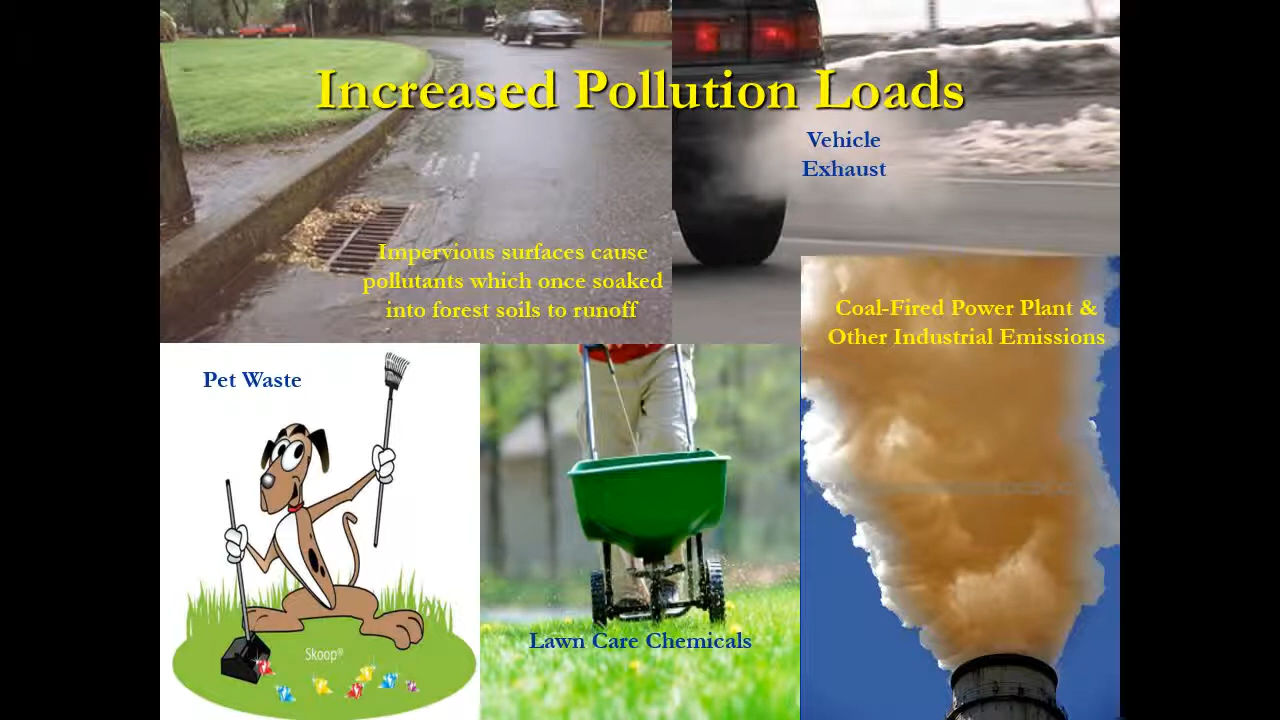 Increased Pollution Loads
Vehicle
Exhaust
Impervious surfaces cause
pollutants which once soaked
into forest soils to runoff
Coal-Fired Power Plant &
Other Industrial Emissions
Pet Waste
Skoop®
Lawn Care Chemicals